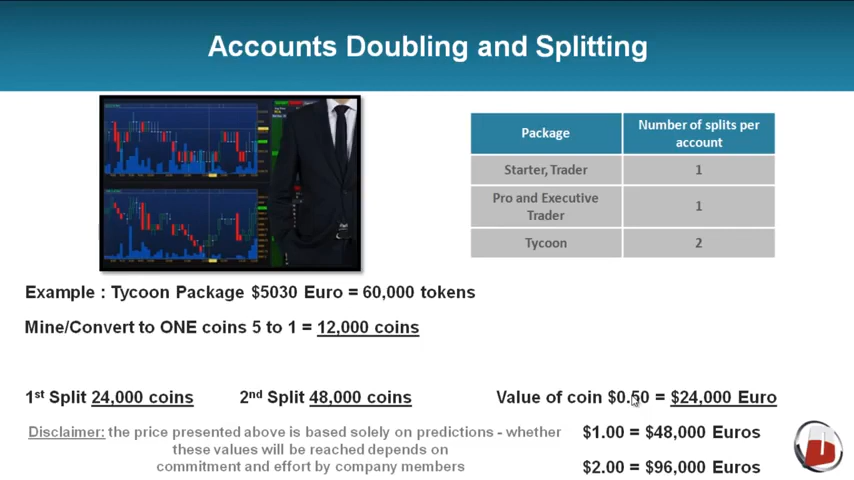 Accounts Doubling and Splitting
Package
Number of splits per
account
Starter, Trader
1
Pro and Executive
Trader
1
Tycoon
2
Example : Tycoon Package $5030 Euro = 60,000 tokens
Mine/Convert to ONE coins 5 to 1 = 12,000 coins
1st Split 24,000 coins
2nd Split 48,000 coins
Value of coin $0.50 = $24,000 Euro
Disclaimer: the price presented above is based solely on predictions - whether
these values will be reached depends on
commitment and effort by company members
$1.00 = $48,000 Euros
$2.00 = $96,000 Euros